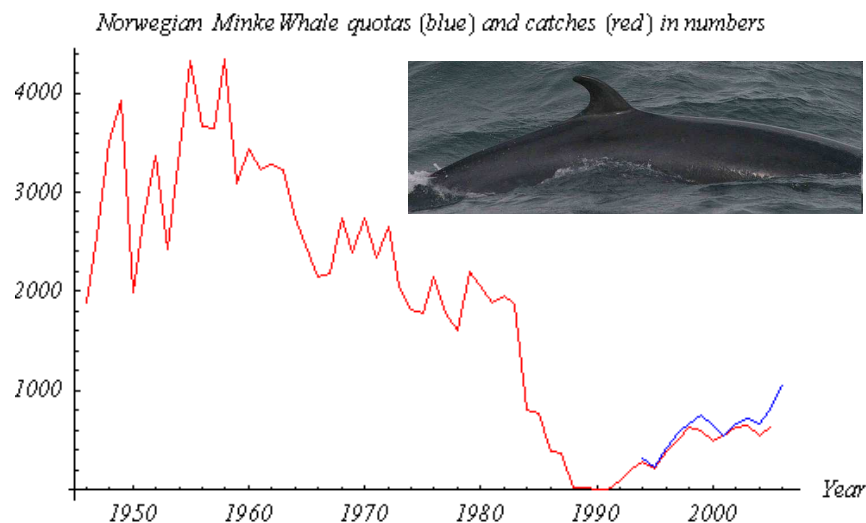 Norwegian Minke Whale quotas (blue) and catches (red) in numbers
4000
3000
2000
1000
1950 1960 1970 1980 1990 2000 Year